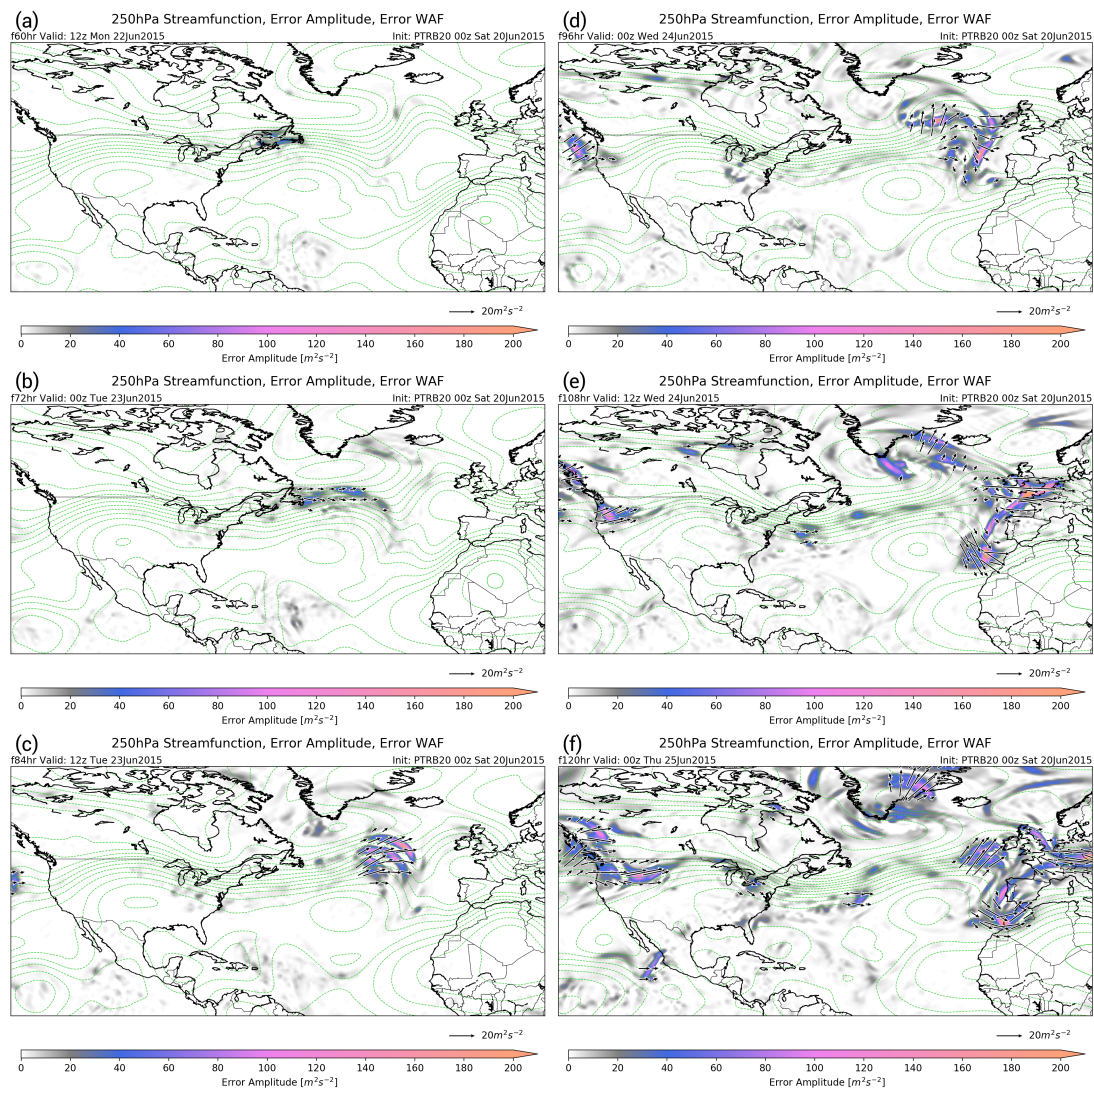 (a)
250hPa Streamfunction, Error Amplitude, Error WAF
f60hr Valid: 12z Mon 22Jun2015 Init: PTRB20 00z Sat 20Jun2015
20m²s⁻²
0 20 40 60 80 100 120 140 160 180 200
Error Amplitude [m²s⁻²]
(b)
250hPa Streamfunction, Error Amplitude, Error WAF
f72hr Valid: 00z Tue 23Jun2015 Init: PTRB20 00z Sat 20Jun2015
20m²s⁻²
0 20 40 60 80 100 120 140 160 180 200
Error Amplitude [m²s⁻²]
(c)
250hPa Streamfunction, Error Amplitude, Error WAF
f84hr Valid: 12z Tue 23Jun2015 Init: PTRB20 00z Sat 20Jun2015
20m²s⁻²
0 20 40 60 80 100 120 140 160 180 200
Error Amplitude [m²s⁻²]
(d)
250hPa Streamfunction, Error Amplitude, Error WAF
f96hr Valid: 00z Wed 24Jun2015 Init: PTRB20 00z Sat 20Jun2015
20m²s⁻²
0 20 40 60 80 100 120 140 160 180 200
Error Amplitude [m²s⁻²]
(e)
250hPa Streamfunction, Error Amplitude, Error WAF
f108hr Valid: 12z Wed 24Jun2015 Init: PTRB20 00z Sat 20Jun2015
20m²s⁻²
0 20 40 60 80 100 120 140 160 180 200
Error Amplitude [m²s⁻²]
(f)
250hPa Streamfunction, Error Amplitude, Error WAF
f120hr Valid: 00z Thu 25Jun2015 Init: PTRB20 00z Sat 20Jun2015
20m²s⁻²
0 20 40 60 80 100 120 140 160 180 200
Error Amplitude [m²s⁻²]